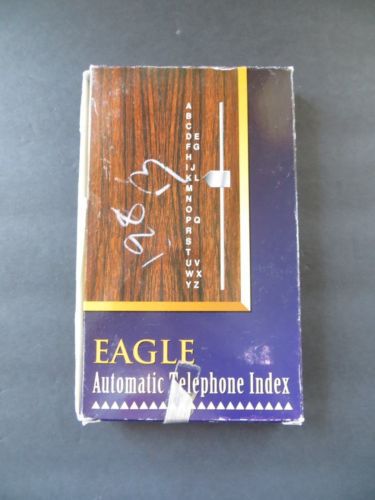 A
B
C
D E
F G
H
I J
K L
M
N
O
P Q
R
S
T
U V
W X
Y Z
EAGLE
Automatic Telephone Index